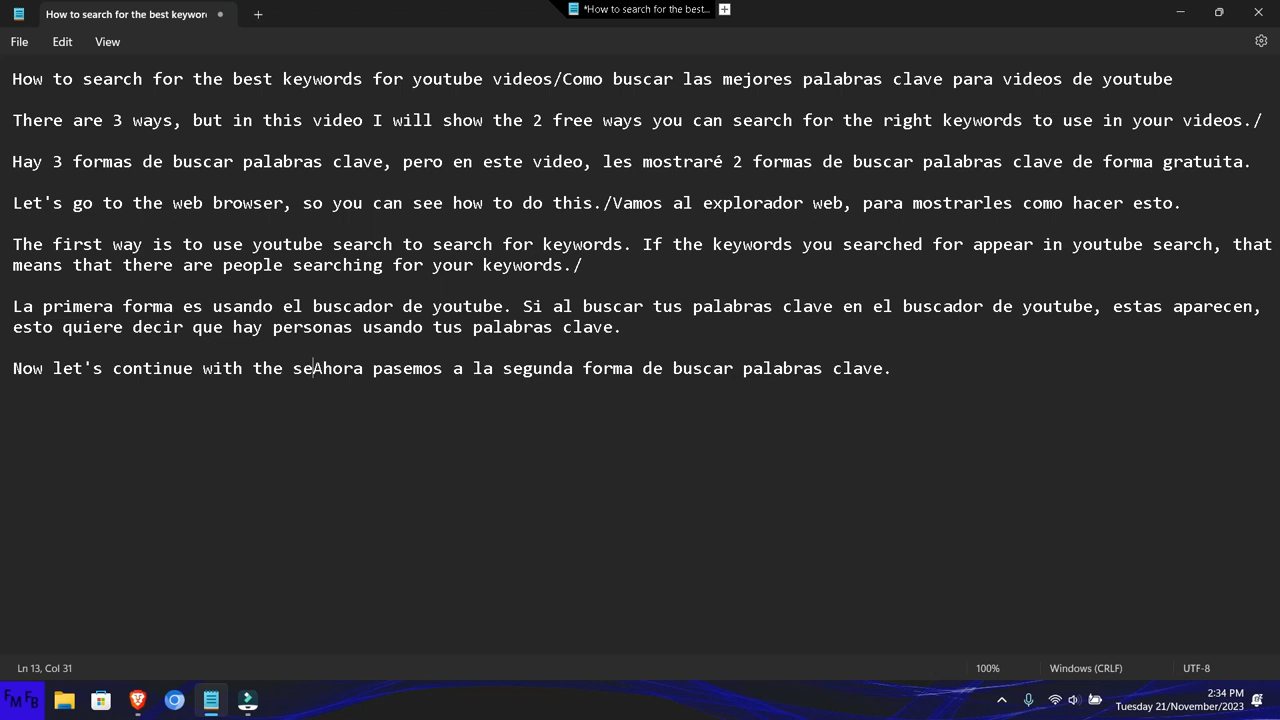 How to search for the best keywor
*How to search for the best...
File Edit View
How to search for the best keywords for youtube videos/Como buscar las mejores palabras clave para videos de youtube
There are 3 ways, but in this video I will show the 2 free ways you can search for the right keywords to use in your videos./
Hay 3 formas de buscar palabras clave, pero en este video, les mostraré 2 formas de buscar palabras clave de forma gratuita.
Let's go to the web browser, so you can see how to do this./Vamos al explorador web, para mostrarles como hacer esto.
The first way is to use youtube search to search for keywords. If the keywords you searched for appear in youtube search, that
means that there are people searching for your keywords./
La primera forma es usando el buscador de youtube. Si al buscar tus palabras clave en el buscador de youtube, estas aparecen,
esto quiere decir que hay personas usando tus palabras clave.
Now let's continue with the seAhora pasemos a la segunda forma de buscar palabras clave.
Ln 13, Col 31 100% Windows (CRLF) UTF-8
FM FB
2:34 PM
Tuesday 21/November/2023